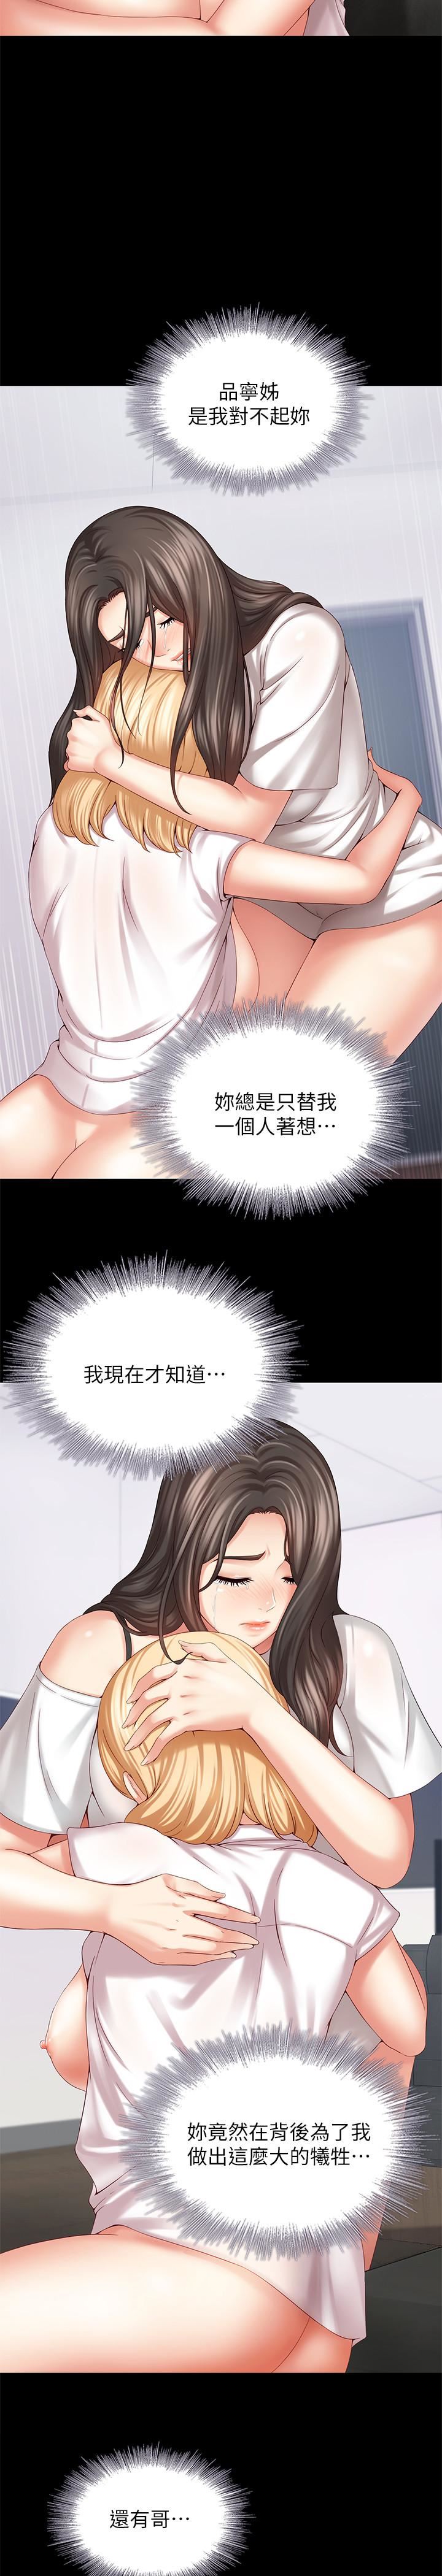 品寧姊
是我對不起妳
妳總是只替我
一個人著想…
我現在才知道…
妳竟然在背後為了我
做出這麼大的犧牲…
還有哥…